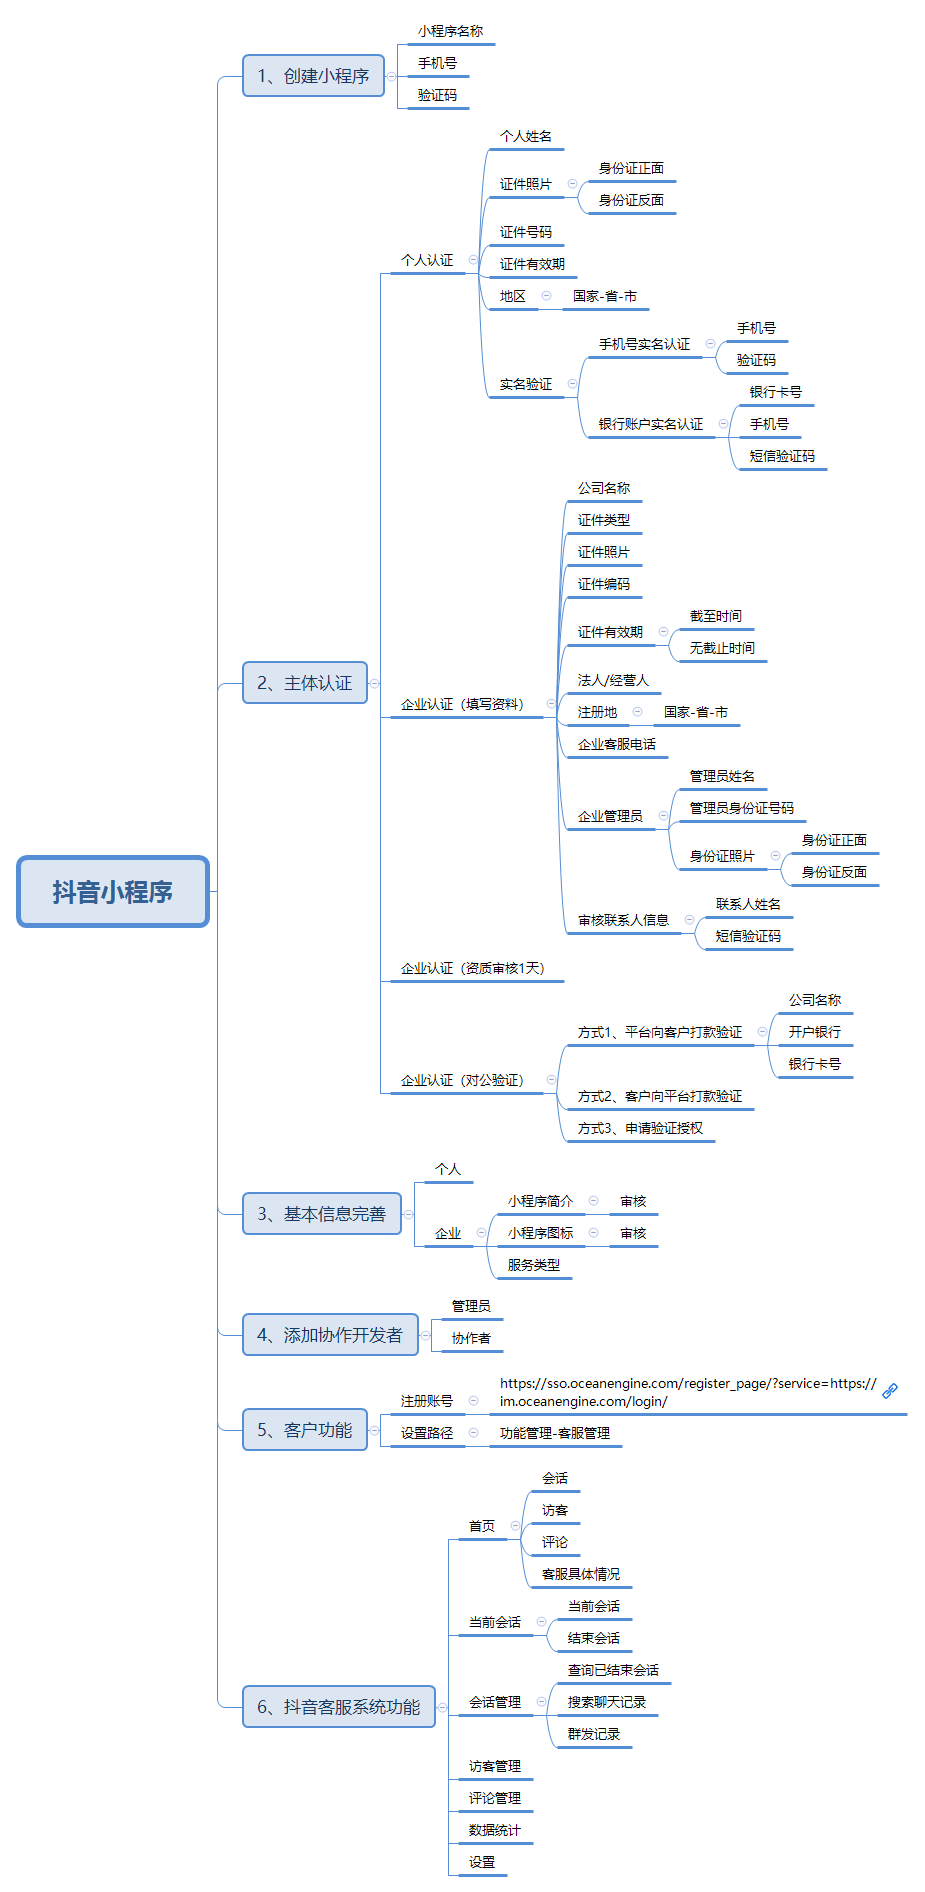 抖音小程序
1、创建小程序
小程序名称
手机号
验证码
2、主体认证
个人认证
个人姓名
证件照片
身份证正面
身份证反面
证件号码
证件有效期
地区
国家-省-市
实名验证
手机号实名认证
手机号
验证码
银行账户实名认证
银行卡号
手机号
短信验证码
企业认证（填写资料）
公司名称
证件类型
证件照片
证件编码
证件有效期
截至时间
无截止时间
法人/经营人
注册地
国家-省-市
企业客服电话
企业管理员
管理员姓名
管理员身份证号码
身份证照片
身份证正面
身份证反面
审核联系人信息
联系人姓名
短信验证码
企业认证（资质审核1天）
企业认证（对公验证）
方式1、平台向客户打款验证
公司名称
开户银行
银行卡号
方式2、客户向平台打款验证
方式3、申请验证授权
3、基本信息完善
个人
企业
小程序简介
审核
小程序图标
审核
服务类型
4、添加协作开发者
管理员
协作者
5、客户功能
注册账号
https://sso.oceanengine.com/register_page/?service=https://
im.oceanengine.com/login/
设置路径
功能管理-客服管理
6、抖音客服系统功能
首页
会话
访客
评论
客服具体情况
当前会话
当前会话
结束会话
会话管理
查询已结束会话
搜索聊天记录
群发记录
访客管理
评论管理
数据统计
设置